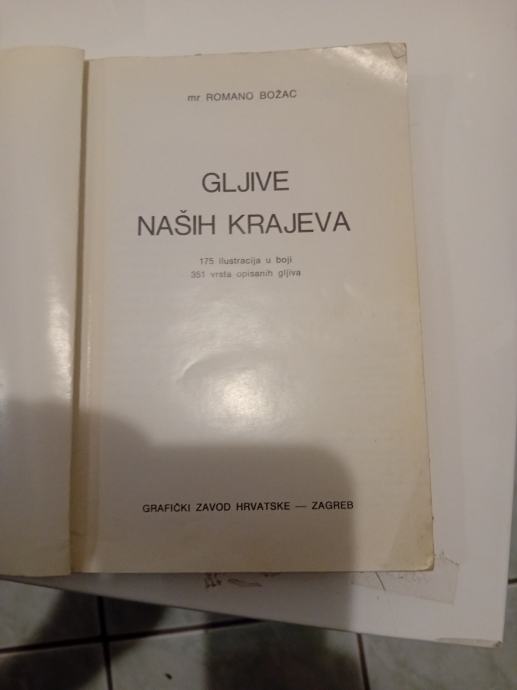 mr ROMANO BOŽAC
GLJIVE
NAŠIH KRAJEVA
175 ilustracija u boji
351 vrsta opisanih gljiva
GRAFIČKI ZAVOD HRVATSKE — ZAGREB